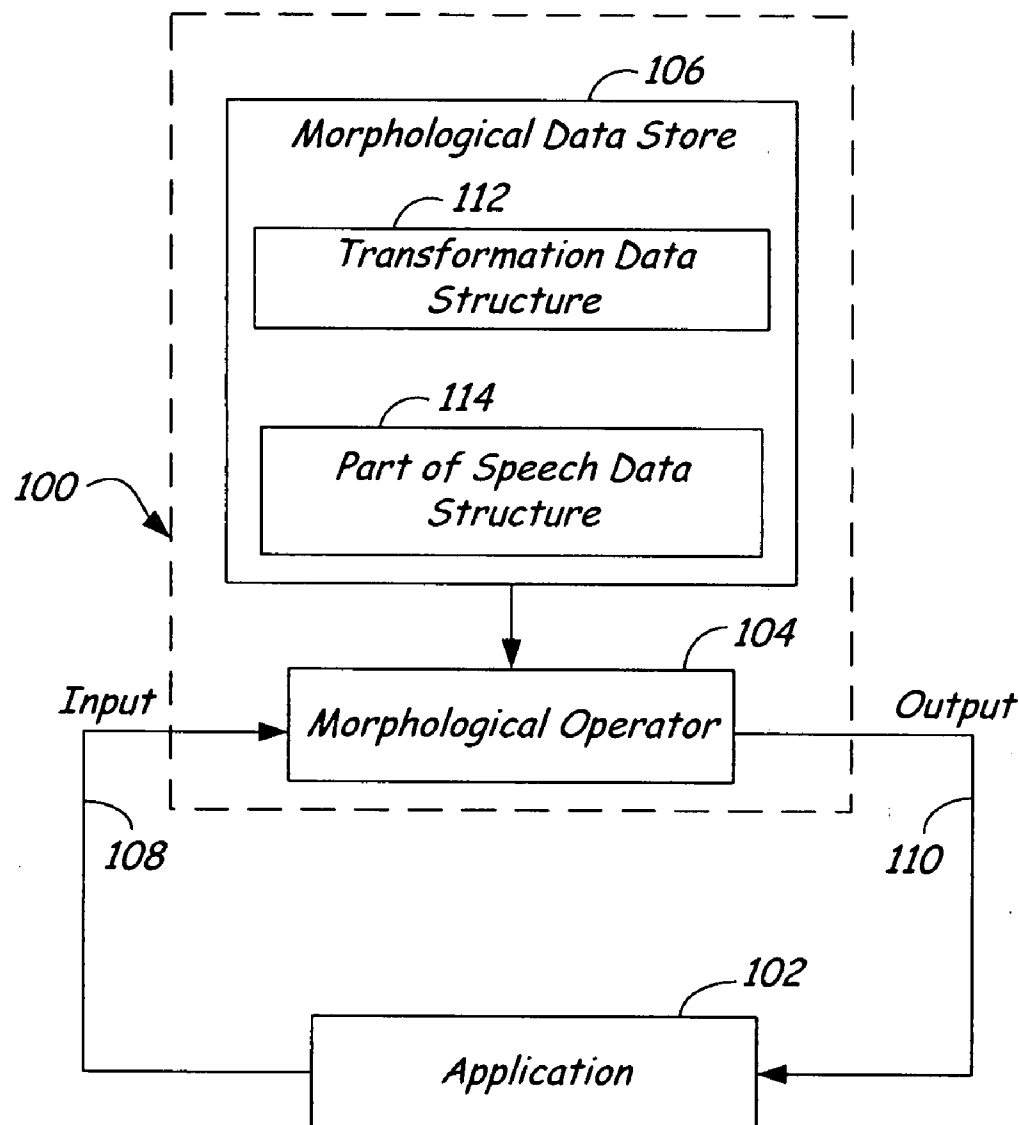 106
Morphological Data Store
112
Transformation Data
Structure
114
Part of Speech Data
Structure
100
104
Input
Morphological Operator
Output
108
110
102
Application